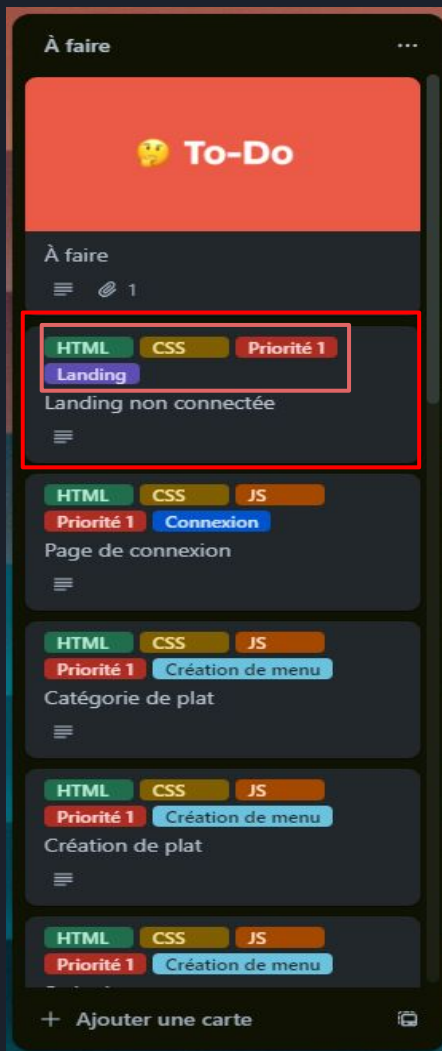 À faire
🤔 To-Do
À faire
1
HTML CSS Priorité 1
Landing
Landing non connectée
HTML CSS JS
Priorité 1 Connexion
Page de connexion
HTML CSS JS
Priorité 1 Création de menu
Catégorie de plat
HTML CSS JS
Priorité 1 Création de menu
Création de plat
HTML CSS JS
Priorité 1 Création de menu
+ Ajouter une carte